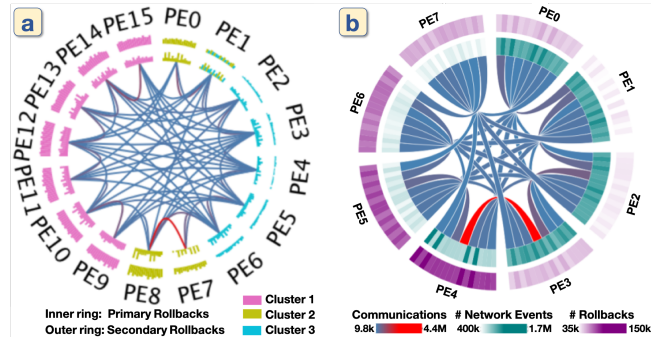 a
PE0
PE1
PE2
PE3
PE4
PE5
PE6
PE7
PE8
PE9
PE10
PE11
PE12
PE13
PE14
PE15
Inner ring: Primary Rollbacks
Outer ring: Secondary Rollbacks
Cluster 1
Cluster 2
Cluster 3
b
PE0
PE1
PE2
PE3
PE4
PE5
PE6
PE7
Communications
9.8k 4.4M
# Network Events
400k 1.7M
# Rollbacks
35k 150k